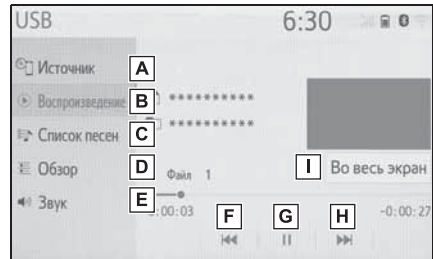 USB 6:30
Источник A
Воспроизведение B **********
Список песен C **********
Обзор D I Во весь экран
Файл 1
Звук E
0:00:03 F G H -0:00:27